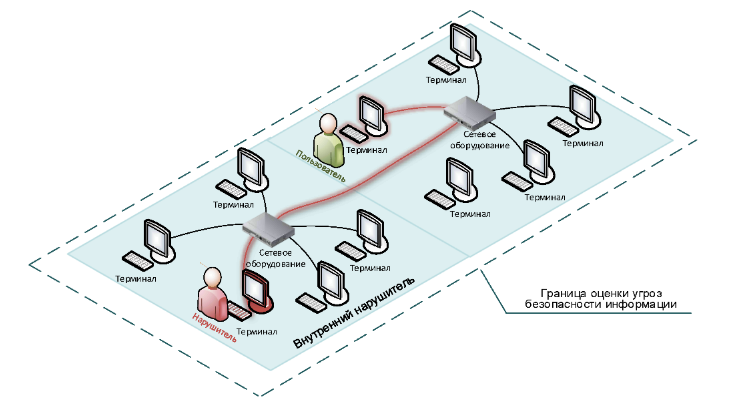 Терминал
Терминал
Терминал
Сетевое
оборудование
Пользователь
Терминал
Терминал
Терминал
Терминал
Сетевое
оборудование
Терминал
Терминал
Терминал
Нарушитель
Терминал
Внутренний нарушитель
Граница оценки угроз
безопасности информации